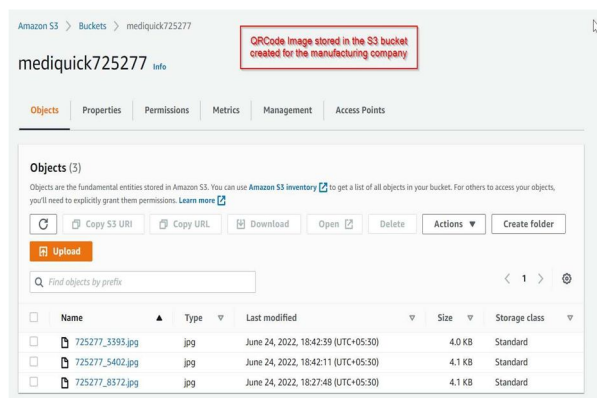 Amazon S3 > Buckets > mediquick725277
QRCode Image stored in the S3 bucket
created for the manufacturing company
mediquick725277 Info
Objects Properties Permissions Metrics Management Access Points
Objects (3)
Objects are the fundamental entities stored in Amazon S3. You can use Amazon S3 inventory to get a list of all objects in your bucket. For others to access your objects,
you'll need to explicitly grant them permissions. Learn more
Copy S3 URI Copy URL Download Open Delete Actions Create folder
Upload
Find objects by prefix
< 1 >
Name Type Last modified Size Storage class
725277_3393.jpg jpg June 24, 2022, 18:42:39 (UTC+05:30) 4.0 KB Standard
725277_5402.jpg jpg June 24, 2022, 18:42:11 (UTC+05:30) 4.1 KB Standard
725277_8372.jpg jpg June 24, 2022, 18:27:48 (UTC+05:30) 4.1 KB Standard